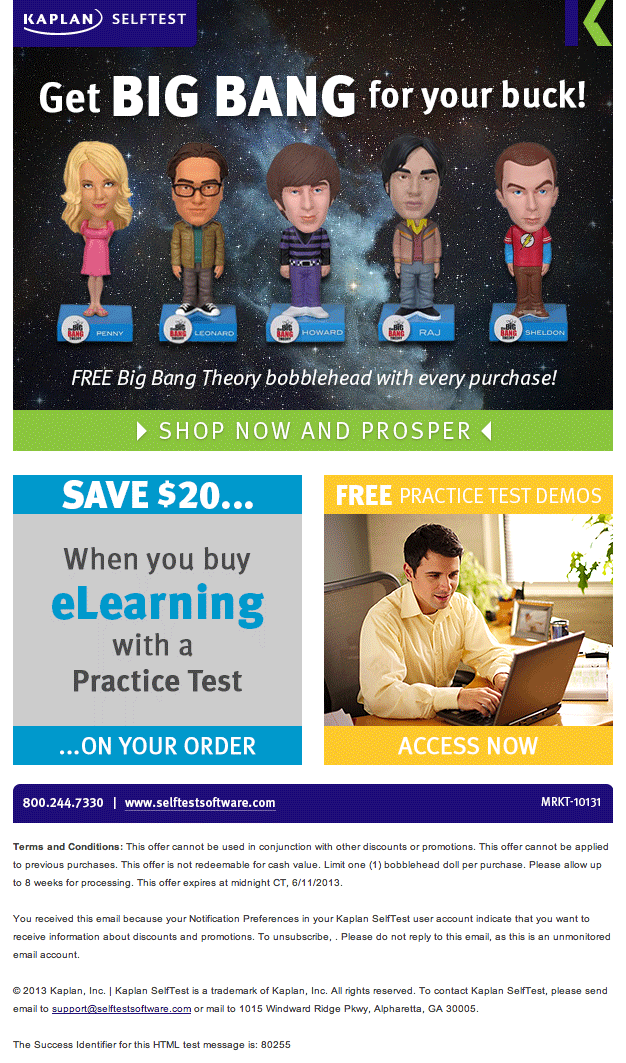 KAPLAN SELFTEST
Get BIG BANG for your buck!
THE BIG BANG THEORY PENNY
THE BIG BANG THEORY LEONARD
THE BIG BANG THEORY HOWARD
THE BIG BANG THEORY RAJ
THE BIG BANG THEORY SHELDON
FREE Big Bang Theory bobblehead with every purchase!
SHOP NOW AND PROSPER
SAVE $20...
When you buy
eLearning
with a
Practice Test
...ON YOUR ORDER
FREE PRACTICE TEST DEMOS
ACCESS NOW
800.244.7330 | www.selftestsoftware.com
MRKT-10131
Terms and Conditions: This offer cannot be used in conjunction with other discounts or promotions. This offer cannot be applied
to previous purchases. This offer is not redeemable for cash value. Limit one (1) bobblehead doll per purchase. Please allow up
to 8 weeks for processing. This offer expires at midnight CT, 6/11/2013.
You received this email because your Notification Preferences in your Kaplan SelfTest user account indicate that you want to
receive information about discounts and promotions. To unsubscribe, . Please do not reply to this email, as this is an unmonitored
email account.
© 2013 Kaplan, Inc. | Kaplan SelfTest is a trademark of Kaplan, Inc. All rights reserved. To contact Kaplan SelfTest, please send
email to support@selftestsoftware.com or mail to 1015 Windward Ridge Pkwy, Alpharetta, GA 30005.
The Success Identifier for this HTML test message is: 80255